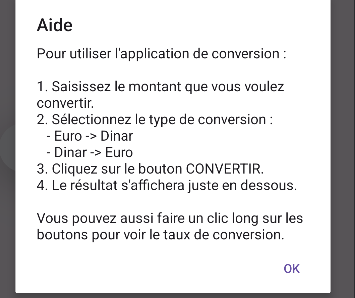 Aide
Pour utiliser l'application de conversion :
1. Saisissez le montant que vous voulez
convertir.
2. Sélectionnez le type de conversion :
- Euro -> Dinar
- Dinar -> Euro
3. Cliquez sur le bouton CONVERTIR.
4. Le résultat s'affichera juste en dessous.
Vous pouvez aussi faire un clic long sur les
boutons pour voir le taux de conversion.
OK